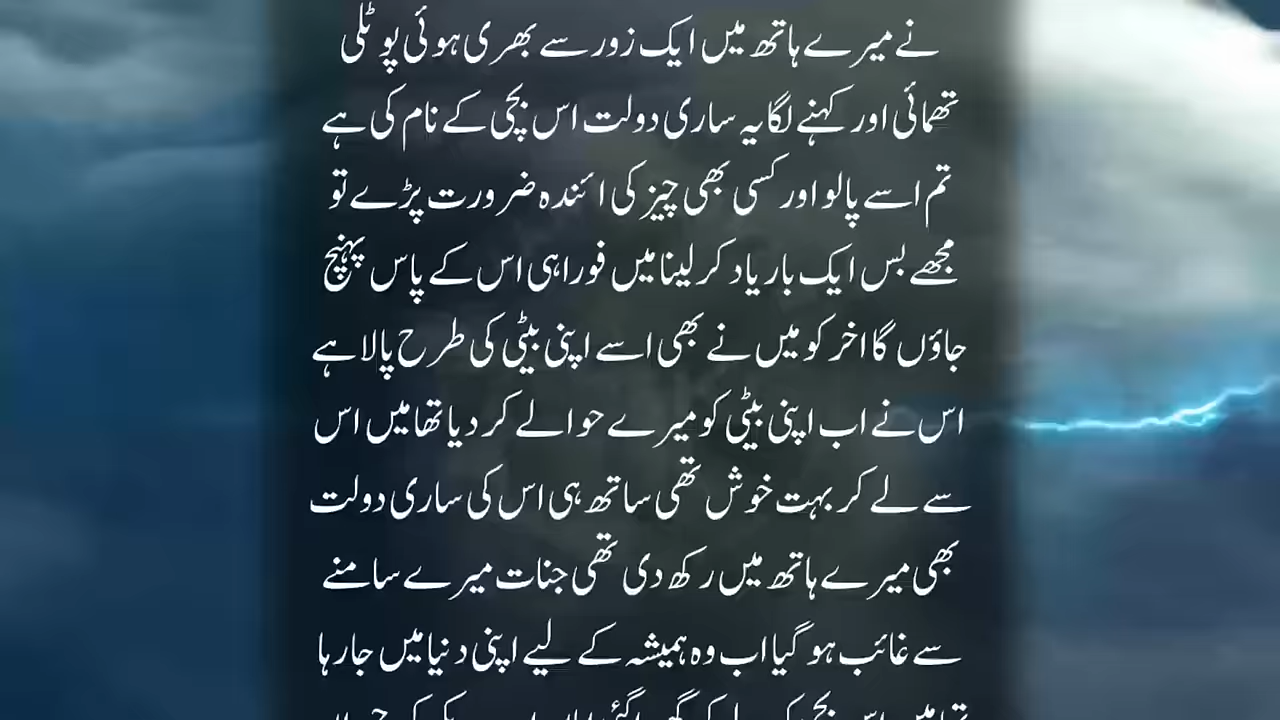 نے میرے ہاتھ میں ایک زور سے بھری ہوئی پوٹلی
تھمائی اور کہنے لگا یہ ساری دولت اس بچی کے نام کی ہے
تم اسے پالو اور کسی بھی چیز کی ائندہ ضرورت پڑے تو
مجھے بس ایک بار یاد کر لینا میں فورا ہی اس کے پاس پہنچ
جاؤں گا اخر کو میں نے بھی اسے اپنی بیٹی کی طرح پالا ہے
اس نے اب اپنی بیٹی کو میرے حوالے کر دیا تھا میں اس
سے لے کر بہت خوش تھی ساتھ ہی اس کی ساری دولت
بھی میرے ہاتھ میں رکھ دی تھی جنات میرے سامنے
سے غائب ہو گیا اب وہ ہمیشہ کے لیے اپنی دنیا میں جا رہا